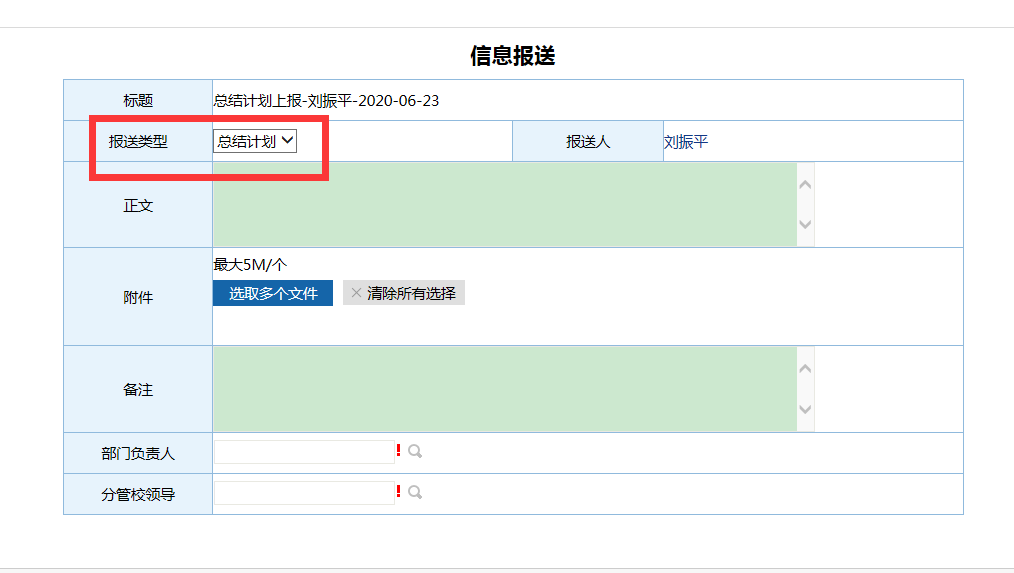 信息报送
标题 总结计划上报-刘振平-2020-06-23
报送类型 总结计划 报送人 刘振平
正文
最大5M/个
附件 选取多个文件 清除所有选择
备注
部门负责人 !
分管校领导 !